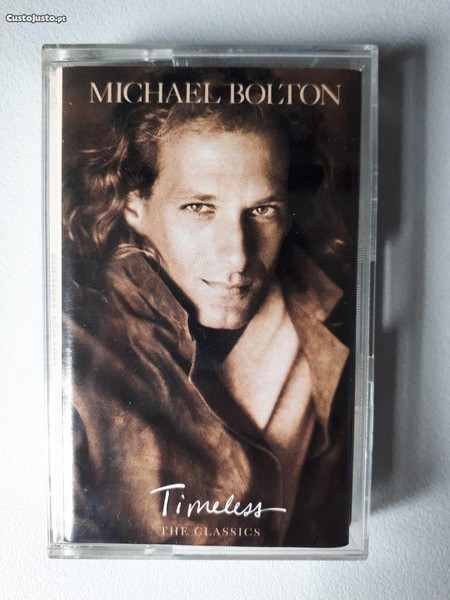 CustoJusto.pt
MICHAEL BOLTON
Timeless
THE CLASSICS